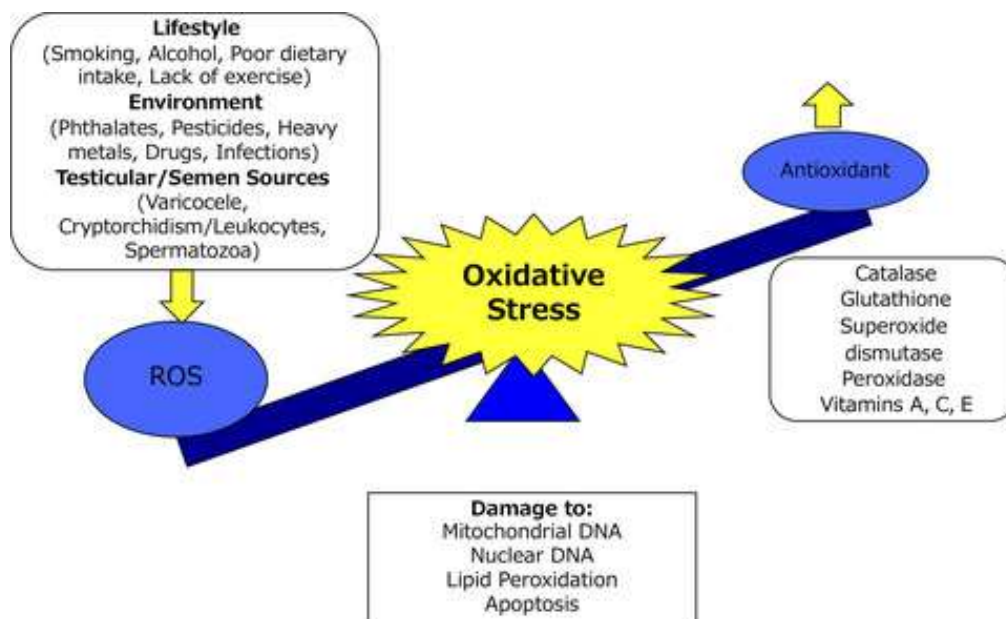 Lifestyle
(Smoking, Alcohol, Poor dietary
intake, Lack of exercise)
Environment
(Phthalates, Pesticides, Heavy
metals, Drugs, Infections)
Testicular/Semen Sources
(Varicocele,
Cryptorchidism/Leukocytes,
Spermatozoa)
ROS
Oxidative
Stress
Antioxidant
Catalase
Glutathione
Superoxide
dismutase
Peroxidase
Vitamins A, C, E
Damage to:
Mitochondrial DNA
Nuclear DNA
Lipid Peroxidation
Apoptosis